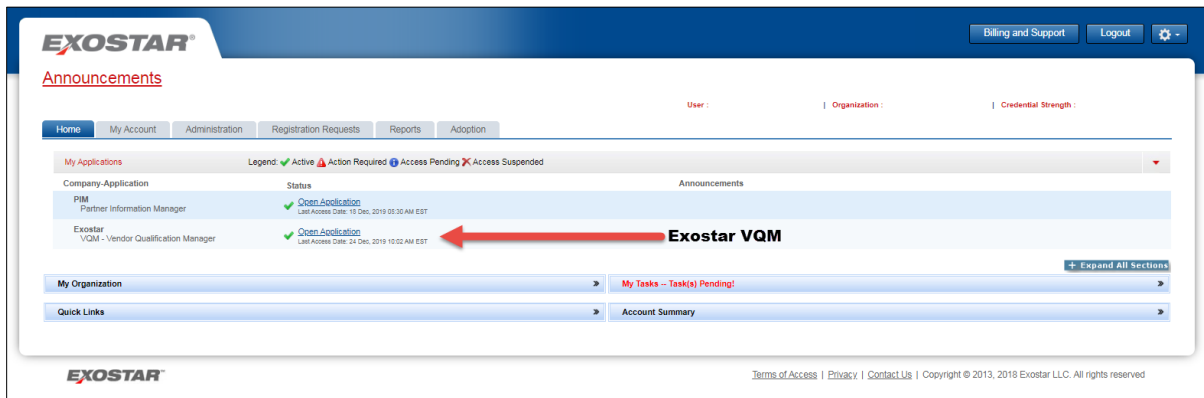 Billing and Support Logout
EXOSTAR®
Announcements
User : | Organization : | Credential Strength :
Home My Account Administration Registration Requests Reports Adoption
My Applications Legend: Active Action Required Access Pending Access Suspended
Company-Application Status Announcements
PIM Open Application
Partner Information Manager Last Access Date: 18 Dec, 2019 05:30 AM EST
Exostar Open Application
VQM - Vendor Qualification Manager Last Access Date: 24 Dec, 2019 10:02 AM EST
Exostar VQM
+ Expand All Sections
My Organization » My Tasks -- Task(s) Pending! »
Quick Links » Account Summary »
EXOSTAR™ Terms of Access | Privacy | Contact Us | Copyright © 2013, 2018 Exostar LLC. All rights reserved